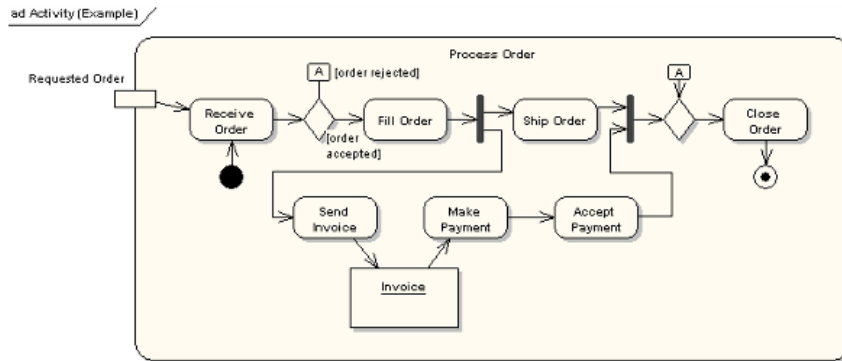 ad Activity (Example)
Process Order
Requested Order
A
[order rejected]
A
Receive
Order
Fill Order
Ship Order
Close
Order
[order
accepted]
Send
Invoice
Make
Payment
Accept
Payment
Invoice